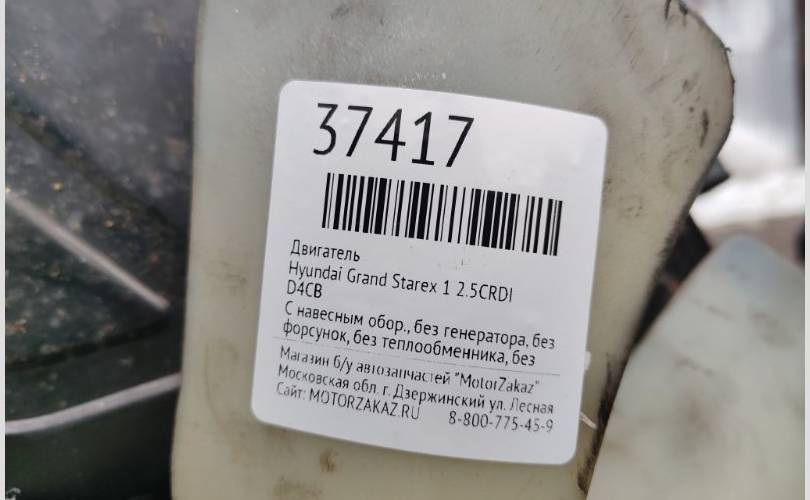 37417
Двигатель
Hyundai Grand Starex 1 2.5CRDI
D4CB
С навесным обор., без генератора, без
форсунок, без теплообменника, без
Магазин б/у автозапчастей "MotorZakaz"
Московская обл. г. Дзержинский ул. Лесная
Сайт: MOTORZAKAZ.RU 8-800-775-45-9